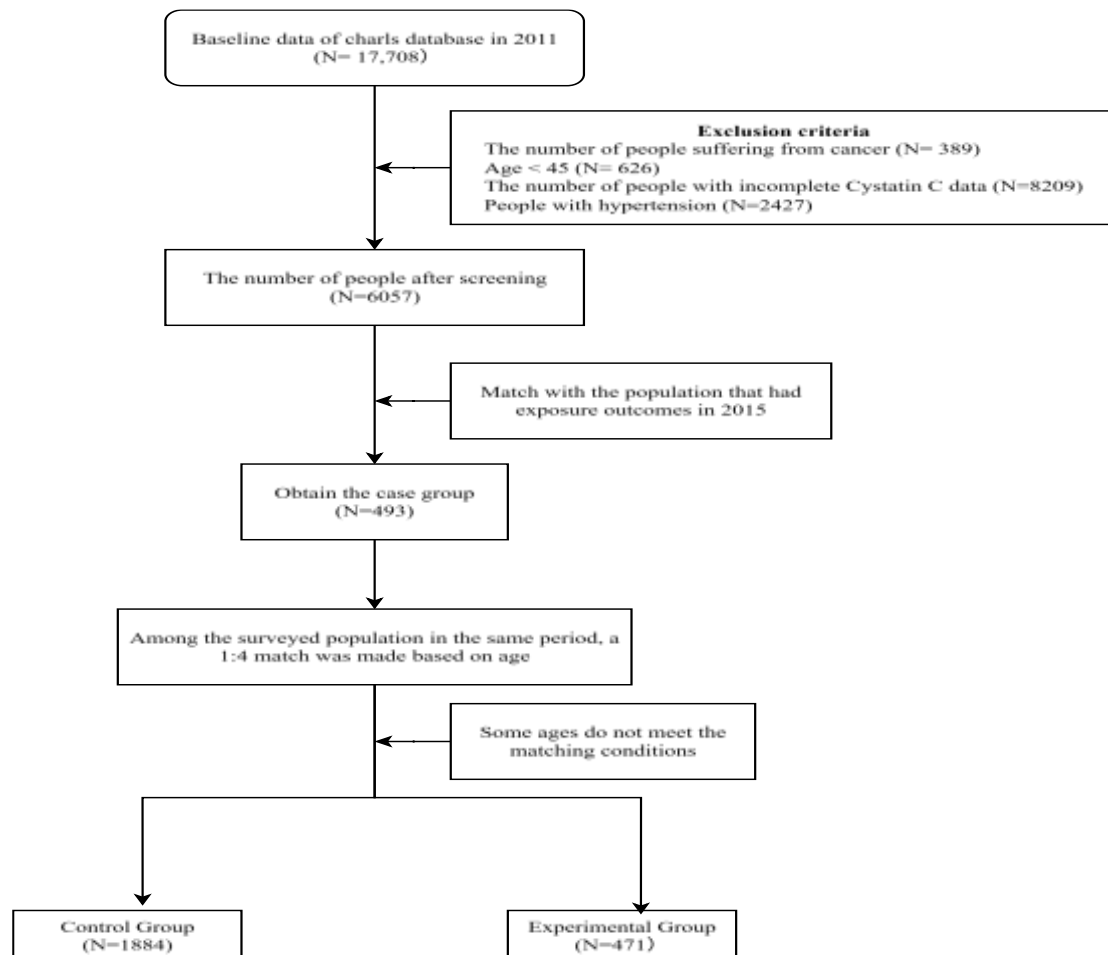 Baseline data of charls database in 2011
(N= 17,708)
Exclusion criteria
The number of people suffering from cancer (N= 389)
Age < 45 (N= 626)
The number of people with incomplete Cystatin C data (N=8209)
People with hypertension (N=2427)
The number of people after screening
(N=6057)
Match with the population that had
exposure outcomes in 2015
Obtain the case group
(N=493)
Among the surveyed population in the same period, a
1:4 match was made based on age
Some ages do not meet the
matching conditions
Control Group
(N=1884)
Experimental Group
(N=471)